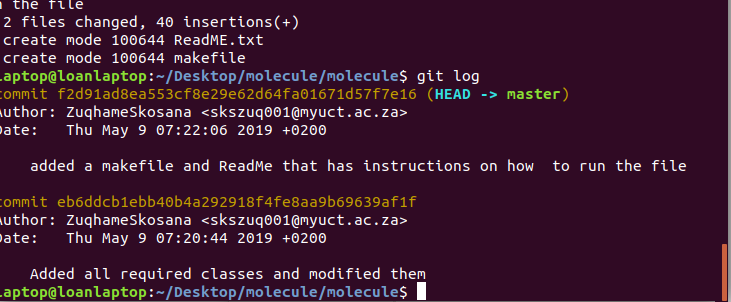 n the file
2 files changed, 40 insertions(+)
create mode 100644 ReadME.txt
create mode 100644 makefile
laptop@loanlaptop:~/Desktop/molecule/molecule$ git log
commit f2d91ad8ea553cf8e29e62d64fa01671d57f7e16 (HEAD -> master)
Author: ZuqhameSkosana <skszuq001@myuct.ac.za>
Date: Thu May 9 07:22:06 2019 +0200
added a makefile and ReadMe that has instructions on how to run the file
commit eb6ddcb1ebb40b4a292918f4fe8aa9b69639af1f
Author: ZuqhameSkosana <skszuq001@myuct.ac.za>
Date: Thu May 9 07:20:44 2019 +0200
Added all required classes and modified them
laptop@loanlaptop:~/Desktop/molecule/molecule$